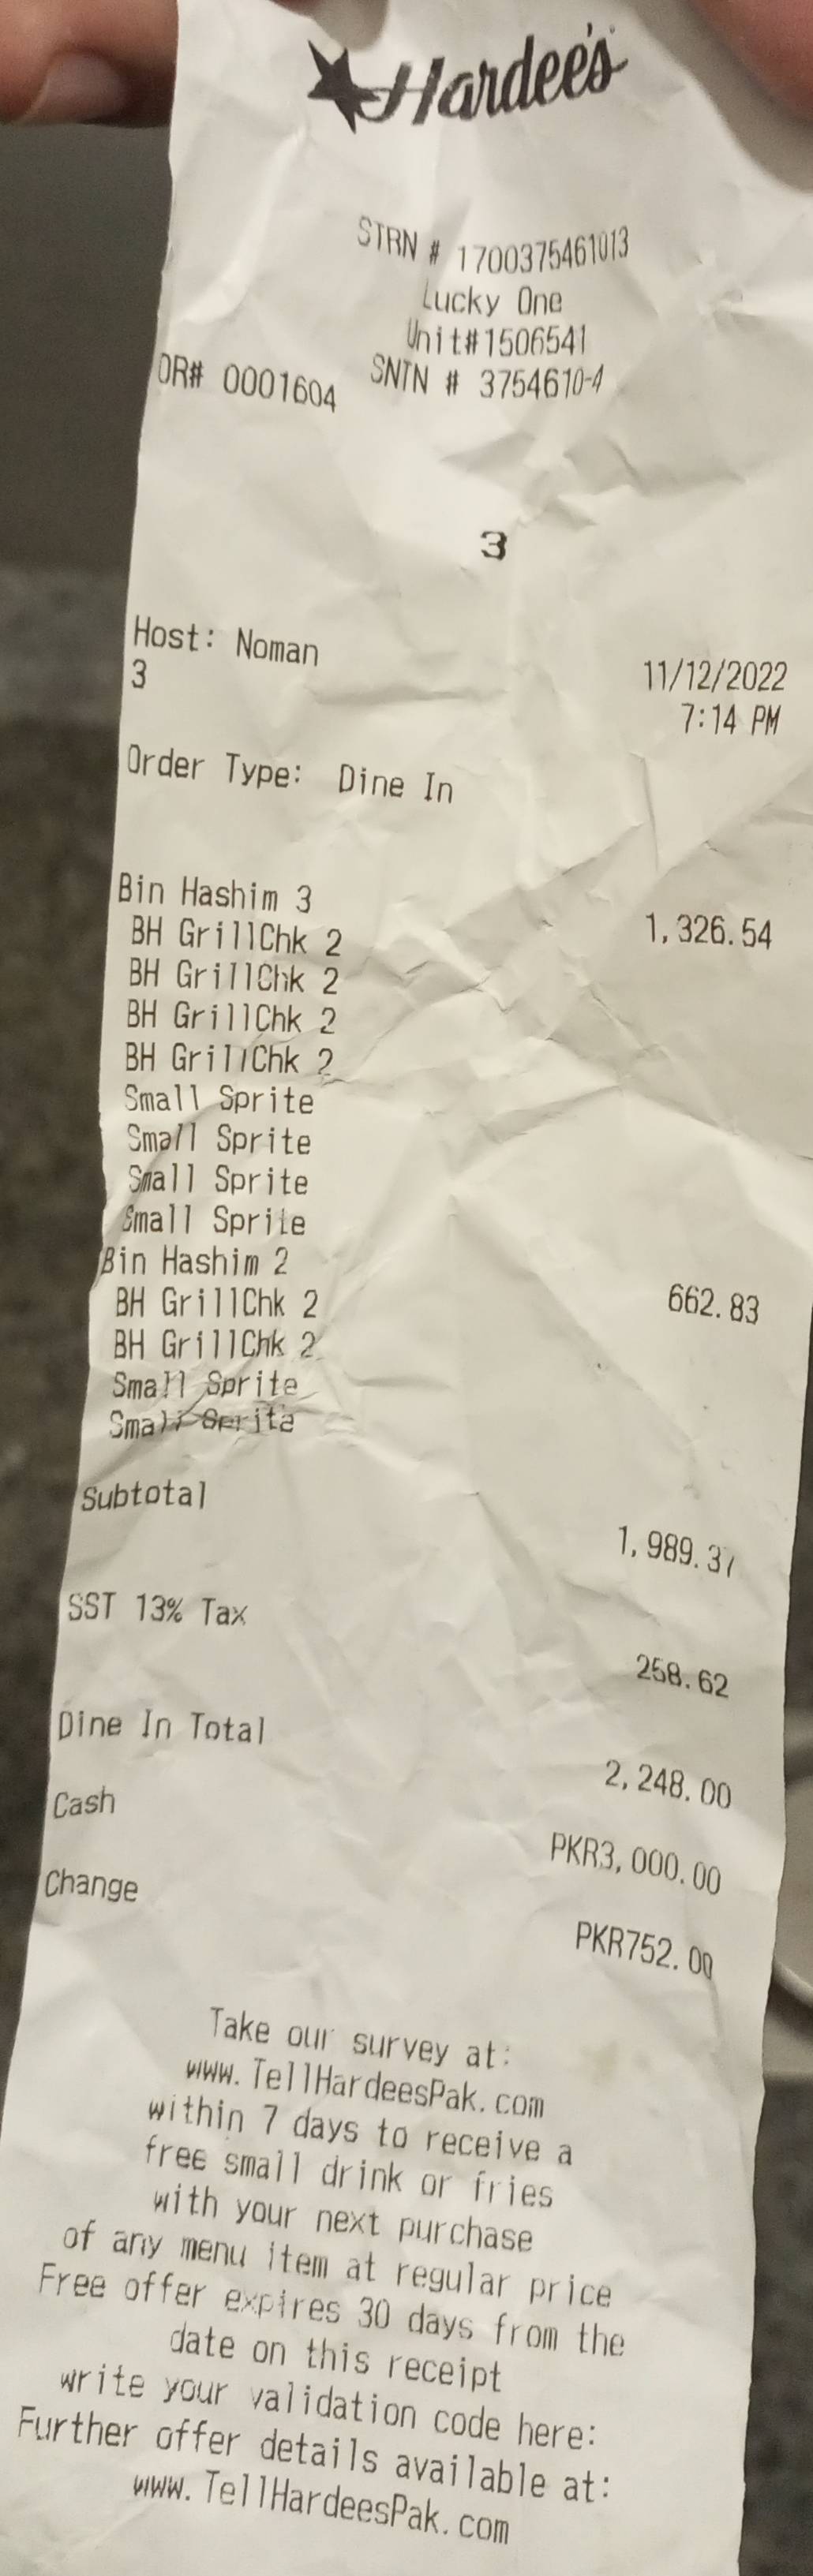 Hardee's
STRN # 1700375461013
Lucky One
Unit#1506541
OR# 0001604 SNTN # 3754610-4
3
Host: Noman
3 11/12/2022
7:14 PM
Order Type: Dine In
Bin Hashim 3 1,326.54
BH GrillChk 2
BH GrillChk 2
BH GrillChk 2
BH GrillChk 2
Small Sprite
Small Sprite
Small Sprite
Small Sprite
Bin Hashim 2 662.83
BH GrillChk 2
BH GrillChk 2
Small Sprite
Small Sprite
Subtotal 1,989.37
SST 13% Tax 258.62
Dine In Total 2,248.00
Cash PKR3,000.00
Change PKR752.00
Take our survey at:
www.TellHardeesPak.com
within 7 days to receive a
free small drink or fries
with your next purchase
of any menu item at regular price
Free offer expires 30 days from the
date on this receipt
write your validation code here:
Further offer details available at:
www.TellHardeesPak.com